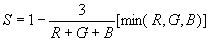 S = 1 − 3 / (R + G + B) [min( R, G, B)]